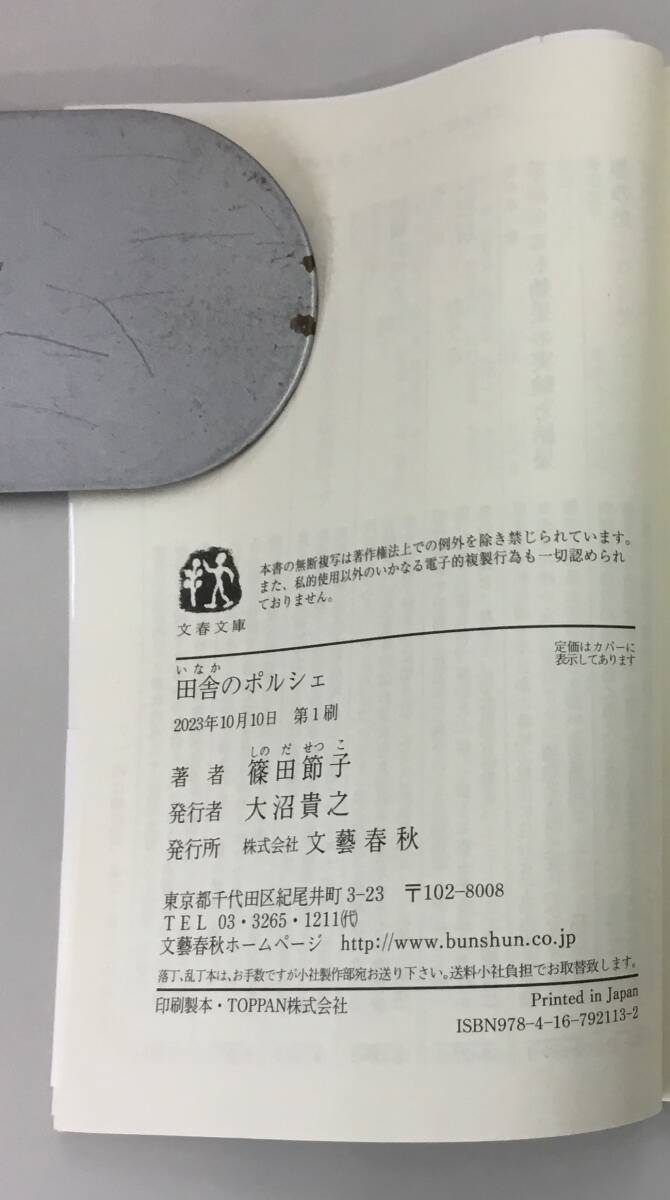 本書の無断複写は著作権法上での例外を除き禁じられています。
また、私的使用以外のいかなる電子的複製行為も一切認められ
ておりません。
文春文庫
定価はカバーに
表示してあります
いなか
田舎のポルシェ
2023年10月10日 第1刷
しのだせつこ
著者 篠田節子
発行者 大沼貴之
発行所 株式会社 文藝春秋
東京都千代田区紀尾井町3-23 〒102-8008
TEL 03・3265・1211㈹
文藝春秋ホームページ http://www.bunshun.co.jp
落丁、乱丁本は、お手数ですが小社製作部宛お送り下さい。送料小社負担でお取替致します。
印刷製本・TOPPAN株式会社
Printed in Japan
ISBN978-4-16-792113-2